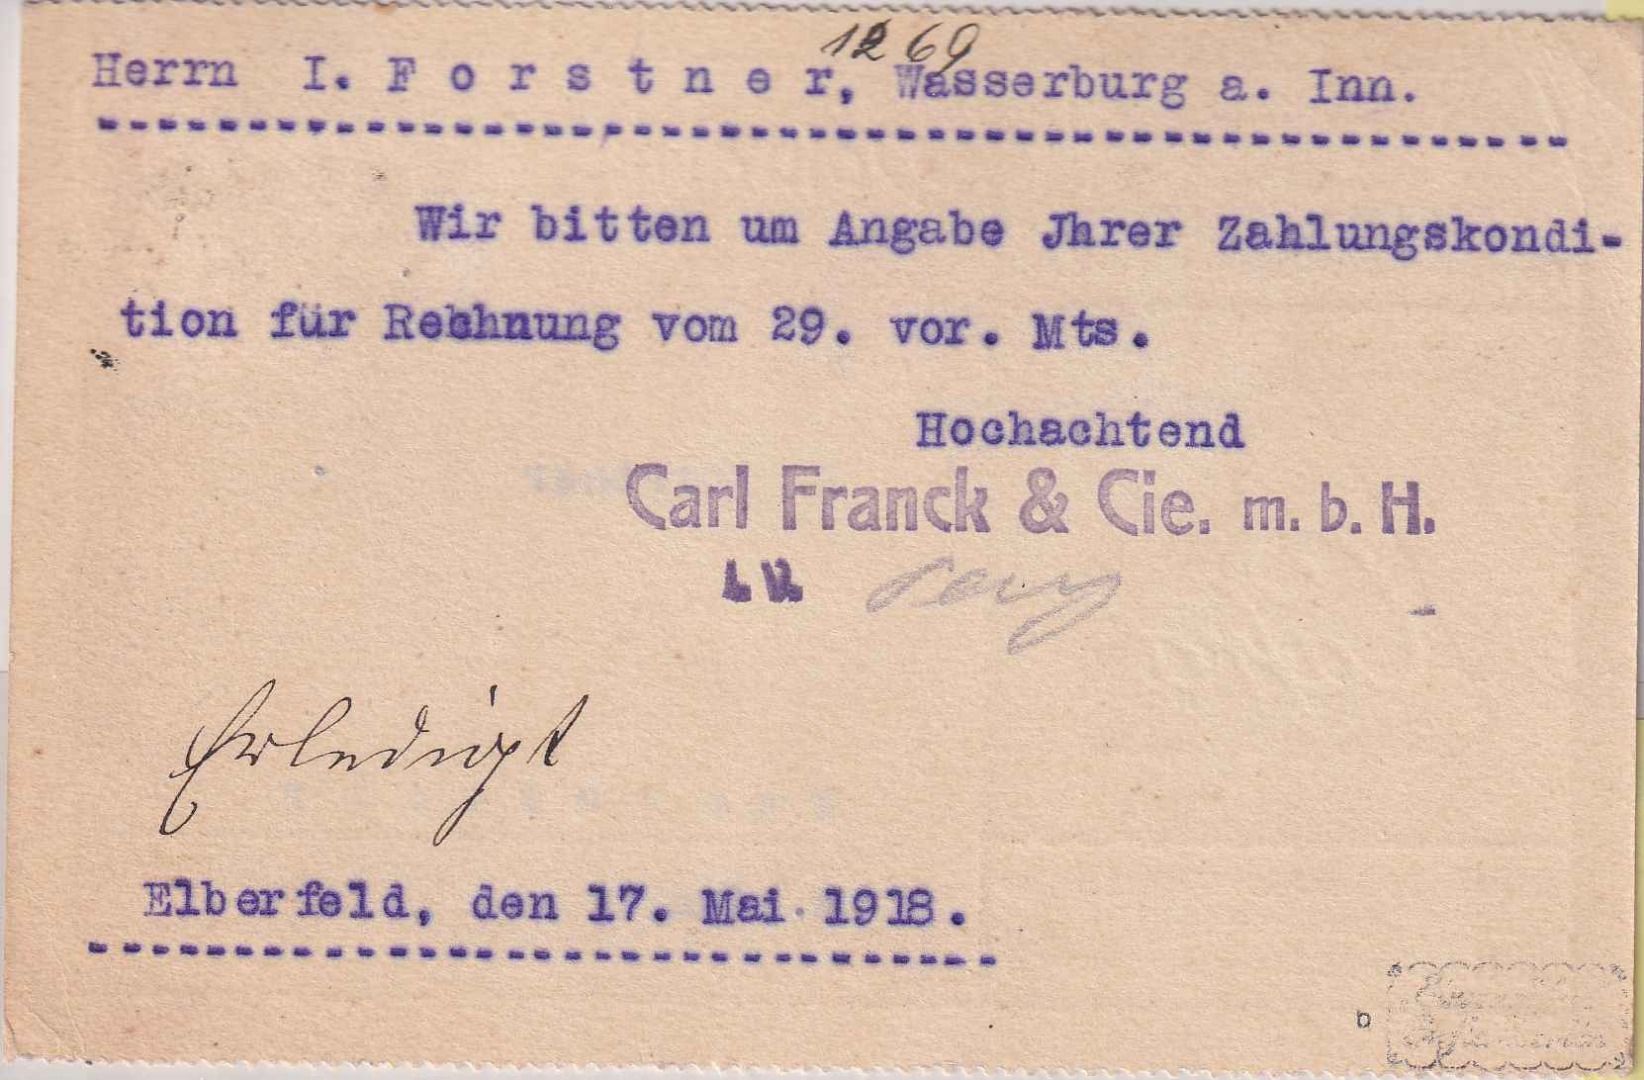 1269
Herrn I. Forstner, Wasserburg a. Inn.
Wir bitten um Angabe Jhrer Zahlungskondi-
tion für Rechnung vom 29. vor. Mts.
Hochachtend
Carl Franck & Cie. m. b. H.
Erledigt
Elberfeld, den 17. Mai 1918.
b